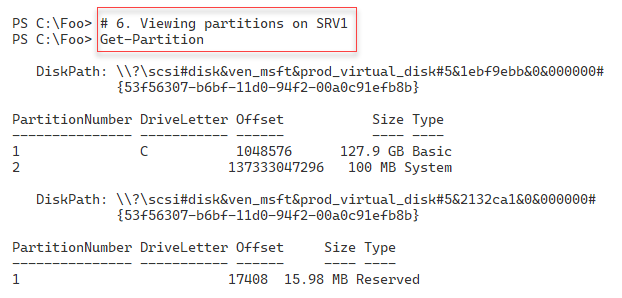 PS C:\Foo> # 6. Viewing partitions on SRV1
PS C:\Foo> Get-Partition
DiskPath: \\?\scsi#disk&ven_msft&prod_virtual_disk#5&1ebf9ebb&0&000000#
{53f56307-b6bf-11d0-94f2-00a0c91efb8b}
PartitionNumber DriveLetter Offset Size Type
--------------- ----------- ------ ---- ----
1 C 1048576 127.9 GB Basic
2 137333047296 100 MB System
DiskPath: \\?\scsi#disk&ven_msft&prod_virtual_disk#5&2132ca1&0&000000#
{53f56307-b6bf-11d0-94f2-00a0c91efb8b}
PartitionNumber DriveLetter Offset Size Type
--------------- ----------- ------ ---- ----
1 17408 15.98 MB Reserved